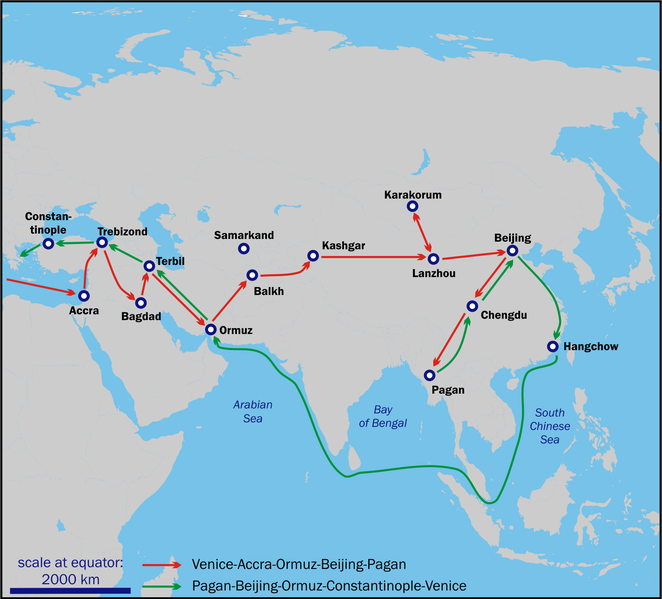 Karakorum
Constan-
tinople
Trebizond
Samarkand
Beijing
Kashgar
Terbil
Lanzhou
Balkh
Accra
Bagdad
Chengdu
Ormuz
Hangchow
Pagan
Arabian
Sea
Bay
of Bengal
South
Chinese
Sea
scale at equator:
2000 km
Venice-Accra-Ormuz-Beijing-Pagan
Pagan-Beijing-Ormuz-Constantinople-Venice